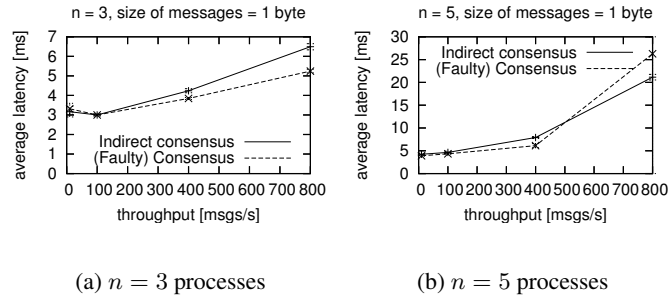 n = 3, size of messages = 1 byte
average latency [ms]
7
6
5
4
3
2
1
0
Indirect consensus
(Faulty) Consensus
0 100 200 300 400 500 600 700 800
throughput [msgs/s]
(a) n = 3 processes
n = 5, size of messages = 1 byte
average latency [ms]
30
25
20
15
10
5
0
Indirect consensus
(Faulty) Consensus
0 100 200 300 400 500 600 700 800
throughput [msgs/s]
(b) n = 5 processes